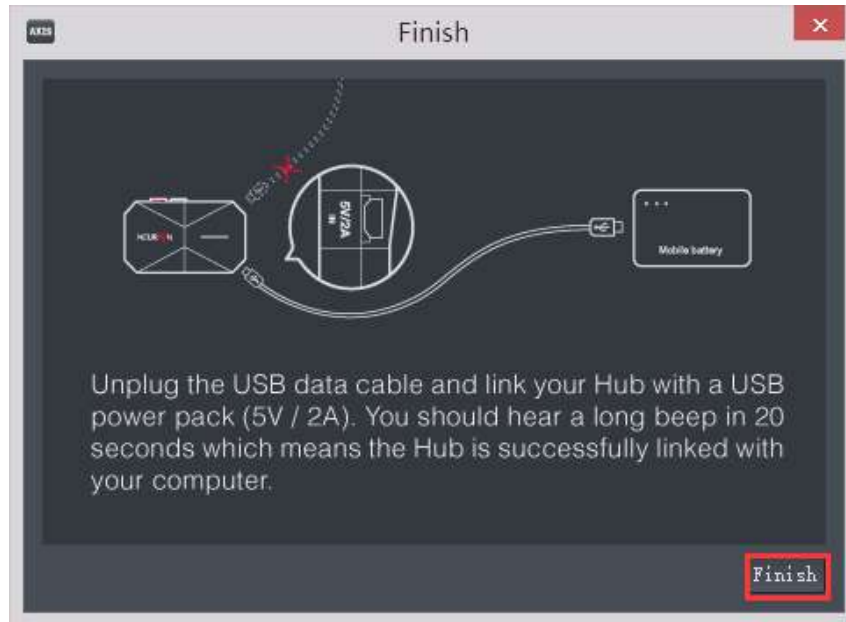 AXIS
Finish
5V/2A
IN
NEURON
Mobile battery
Unplug the USB data cable and link your Hub with a USB
power pack (5V / 2A). You should hear a long beep in 20
seconds which means the Hub is successfully linked with
your computer.
Finish